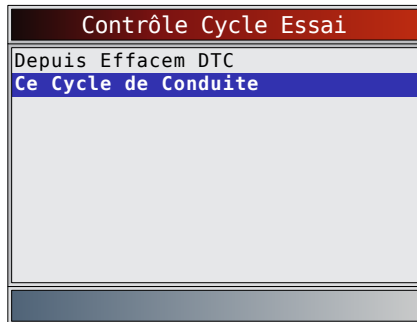 Contrôle Cycle Essai
Depuis Effacem DTC
Ce Cycle de Conduite